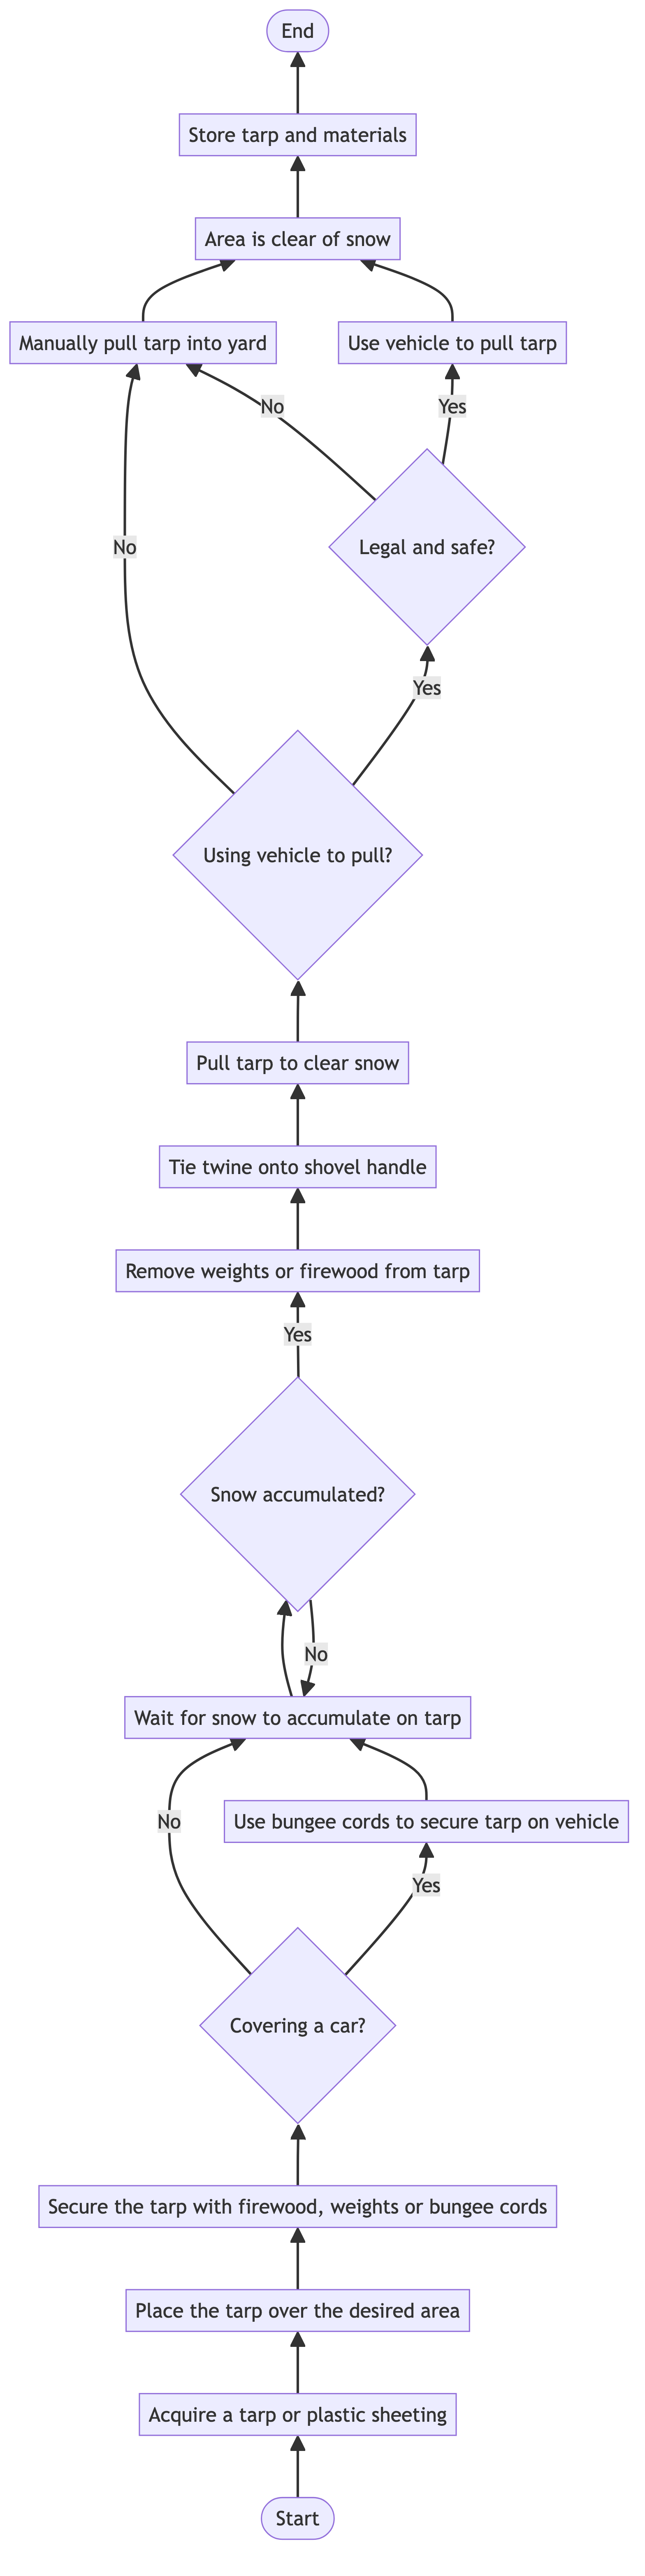 End
Store tarp and materials
Area is clear of snow
Manually pull tarp into yard
Use vehicle to pull tarp
No
Yes
Legal and safe?
No
Yes
Using vehicle to pull?
Pull tarp to clear snow
Tie twine onto shovel handle
Remove weights or firewood from tarp
Yes
Snow accumulated?
No
Wait for snow to accumulate on tarp
No
Use bungee cords to secure tarp on vehicle
Yes
Covering a car?
Secure the tarp with firewood, weights or bungee cords
Place the tarp over the desired area
Acquire a tarp or plastic sheeting
Start